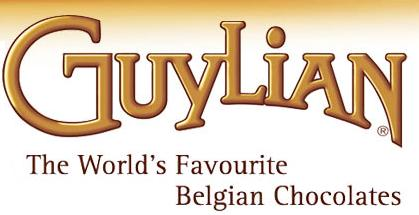 GUYLIAN®
The World's Favourite
Belgian Chocolates